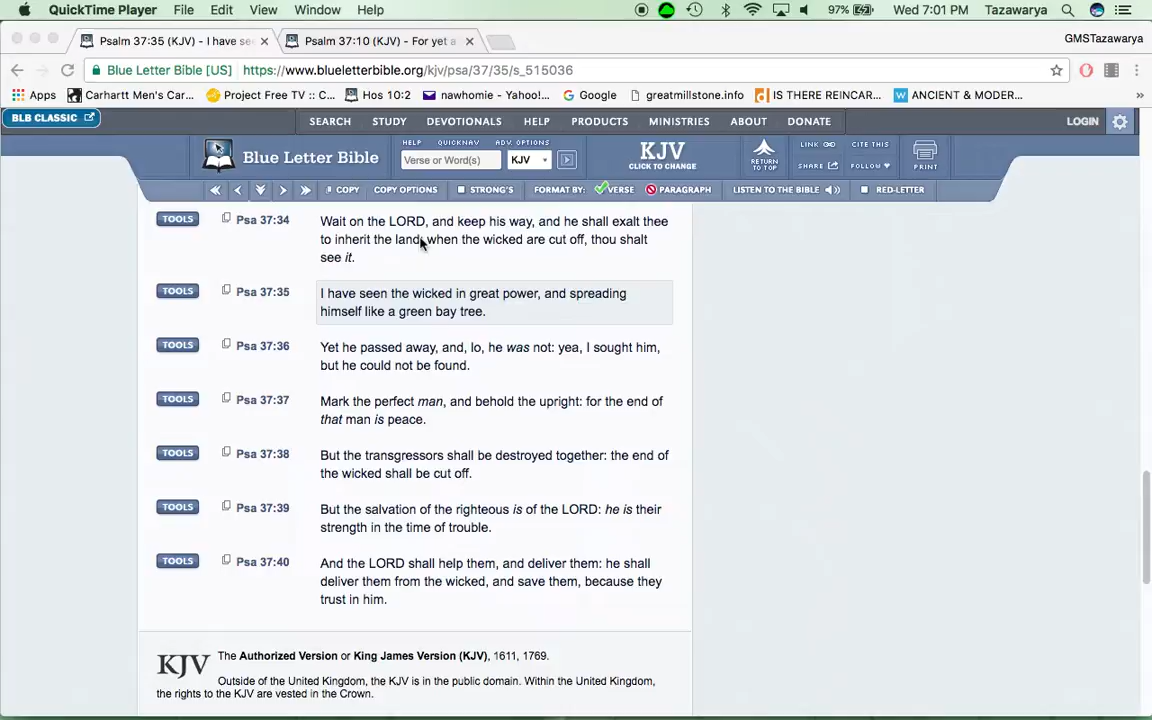 QuickTime Player File Edit View Window Help 97% Wed 7:01 PM Tazawarya
Psalm 37:35 (KJV) - I have se Psalm 37:10 (KJV) - For yet a GMSTazawarya
Blue Letter Bible [US] https://www.blueletterbible.org/kjv/psa/37/35/s_515036
Apps Carhartt Men's Car... Project Free TV :: C... Hos 10:2 nawhomie - Yahoo!... Google greatmillstone.info IS THERE REINCAR... ANCIENT & MODER... »
BLB CLASSIC SEARCH STUDY DEVOTIONALS HELP PRODUCTS MINISTRIES ABOUT DONATE LOGIN
HELP QUICKNAV ADV. OPTIONS
Blue Letter Bible Verse or Word(s) KJV KJV CLICK TO CHANGE RETURN TO TOP LINK CITE THIS SHARE FOLLOW PRINT
COPY COPY OPTIONS STRONG'S FORMAT BY: VERSE PARAGRAPH LISTEN TO THE BIBLE RED-LETTER
TOOLS Psa 37:34 Wait on the LORD, and keep his way, and he shall exalt thee
to inherit the land: when the wicked are cut off, thou shalt
see it.
TOOLS Psa 37:35 I have seen the wicked in great power, and spreading
himself like a green bay tree.
TOOLS Psa 37:36 Yet he passed away, and, lo, he was not: yea, I sought him,
but he could not be found.
TOOLS Psa 37:37 Mark the perfect man, and behold the upright: for the end of
that man is peace.
TOOLS Psa 37:38 But the transgressors shall be destroyed together: the end of
the wicked shall be cut off.
TOOLS Psa 37:39 But the salvation of the righteous is of the LORD: he is their
strength in the time of trouble.
TOOLS Psa 37:40 And the LORD shall help them, and deliver them: he shall
deliver them from the wicked, and save them, because they
trust in him.
KJV The Authorized Version or King James Version (KJV), 1611, 1769.
Outside of the United Kingdom, the KJV is in the public domain. Within the United Kingdom,
the rights to the KJV are vested in the Crown.